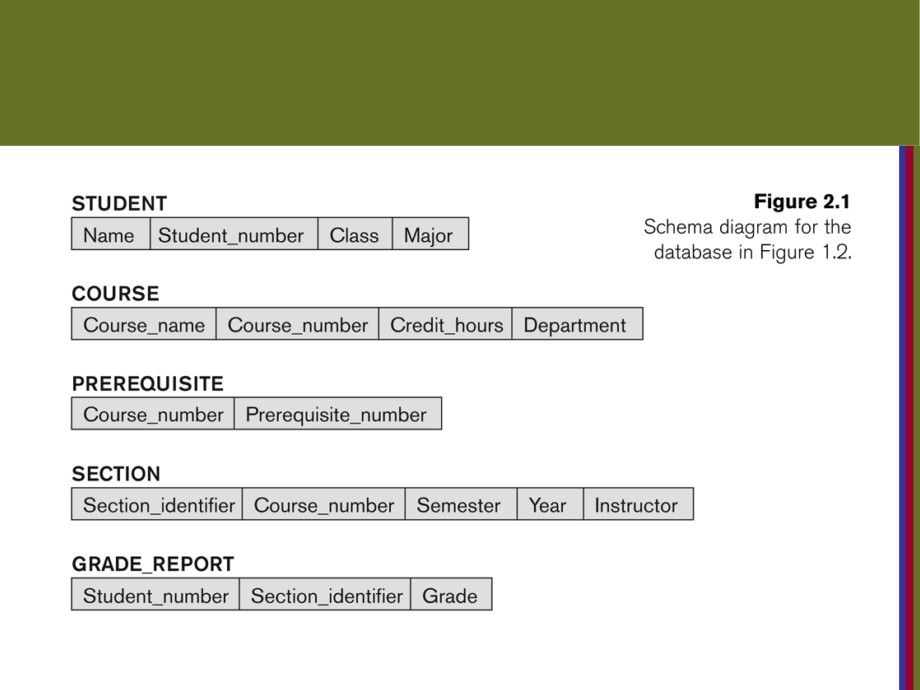 Figure 2.1
Schema diagram for the
database in Figure 1.2.
STUDENT
Name Student_number Class Major
COURSE
Course_name Course_number Credit_hours Department
PREREQUISITE
Course_number Prerequisite_number
SECTION
Section_identifier Course_number Semester Year Instructor
GRADE_REPORT
Student_number Section_identifier Grade